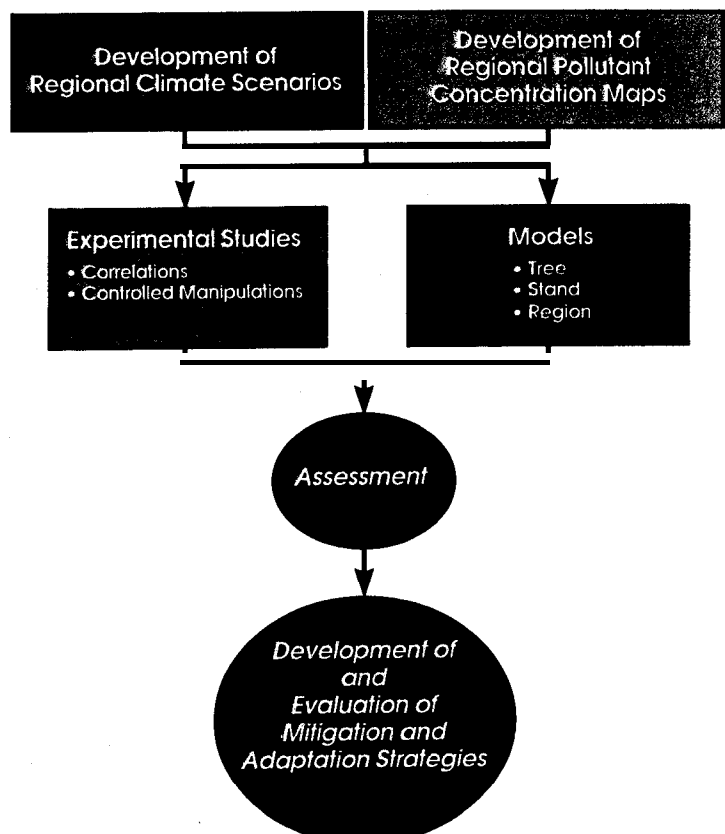 Development of
Regional Climate Scenarios
Development of
Regional Pollutant
Concentration Maps
Experimental Studies
• Correlations
• Controlled Manipulations
Models
• Tree
• Stand
• Region
Assessment
Development of
and
Evaluation of
Mitigation and
Adaptation Strategies